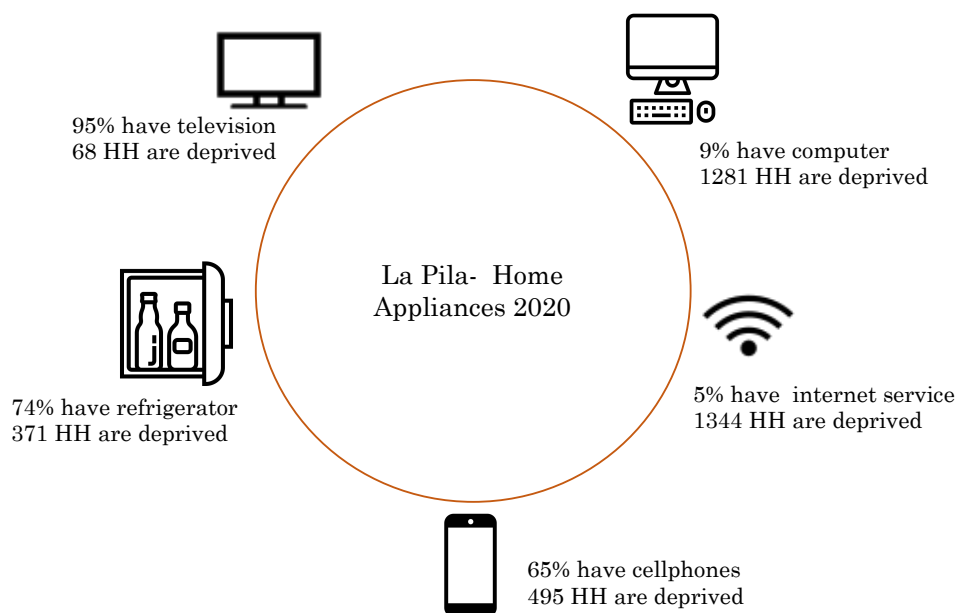 95% have television
68 HH are deprived
9% have computer
1281 HH are deprived
La Pila- Home
Appliances 2020
74% have refrigerator
371 HH are deprived
5% have internet service
1344 HH are deprived
65% have cellphones
495 HH are deprived